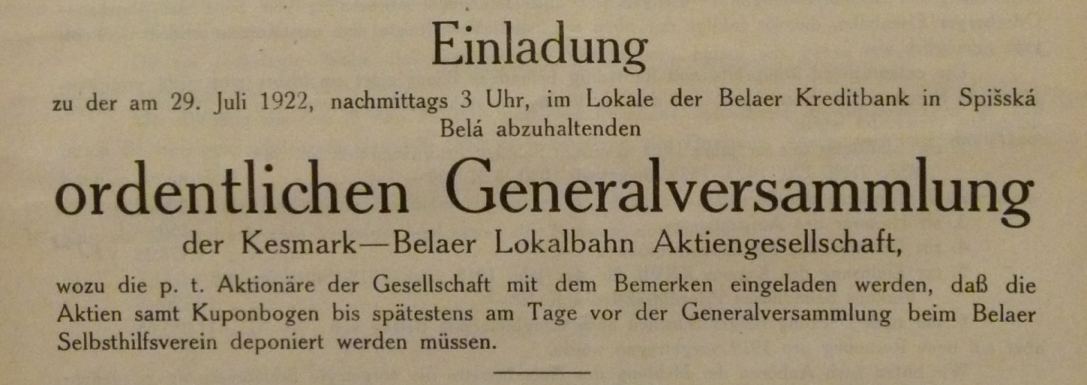 Einladung
zu der am 29. Juli 1922, nachmittags 3 Uhr, im Lokale der Belaer Kreditbank in Spišská
Belá abzuhaltenden
ordentlichen Generalversammlung
der Kesmark—Belaer Lokalbahn Aktiengesellschaft,
wozu die p. t. Aktionäre der Gesellschaft mit dem Bemerken eingeladen werden, daß die
Aktien samt Kuponbogen bis spätestens am Tage vor der Generalversammlung beim Belaer
Selbsthilfsverein deponiert werden müssen.